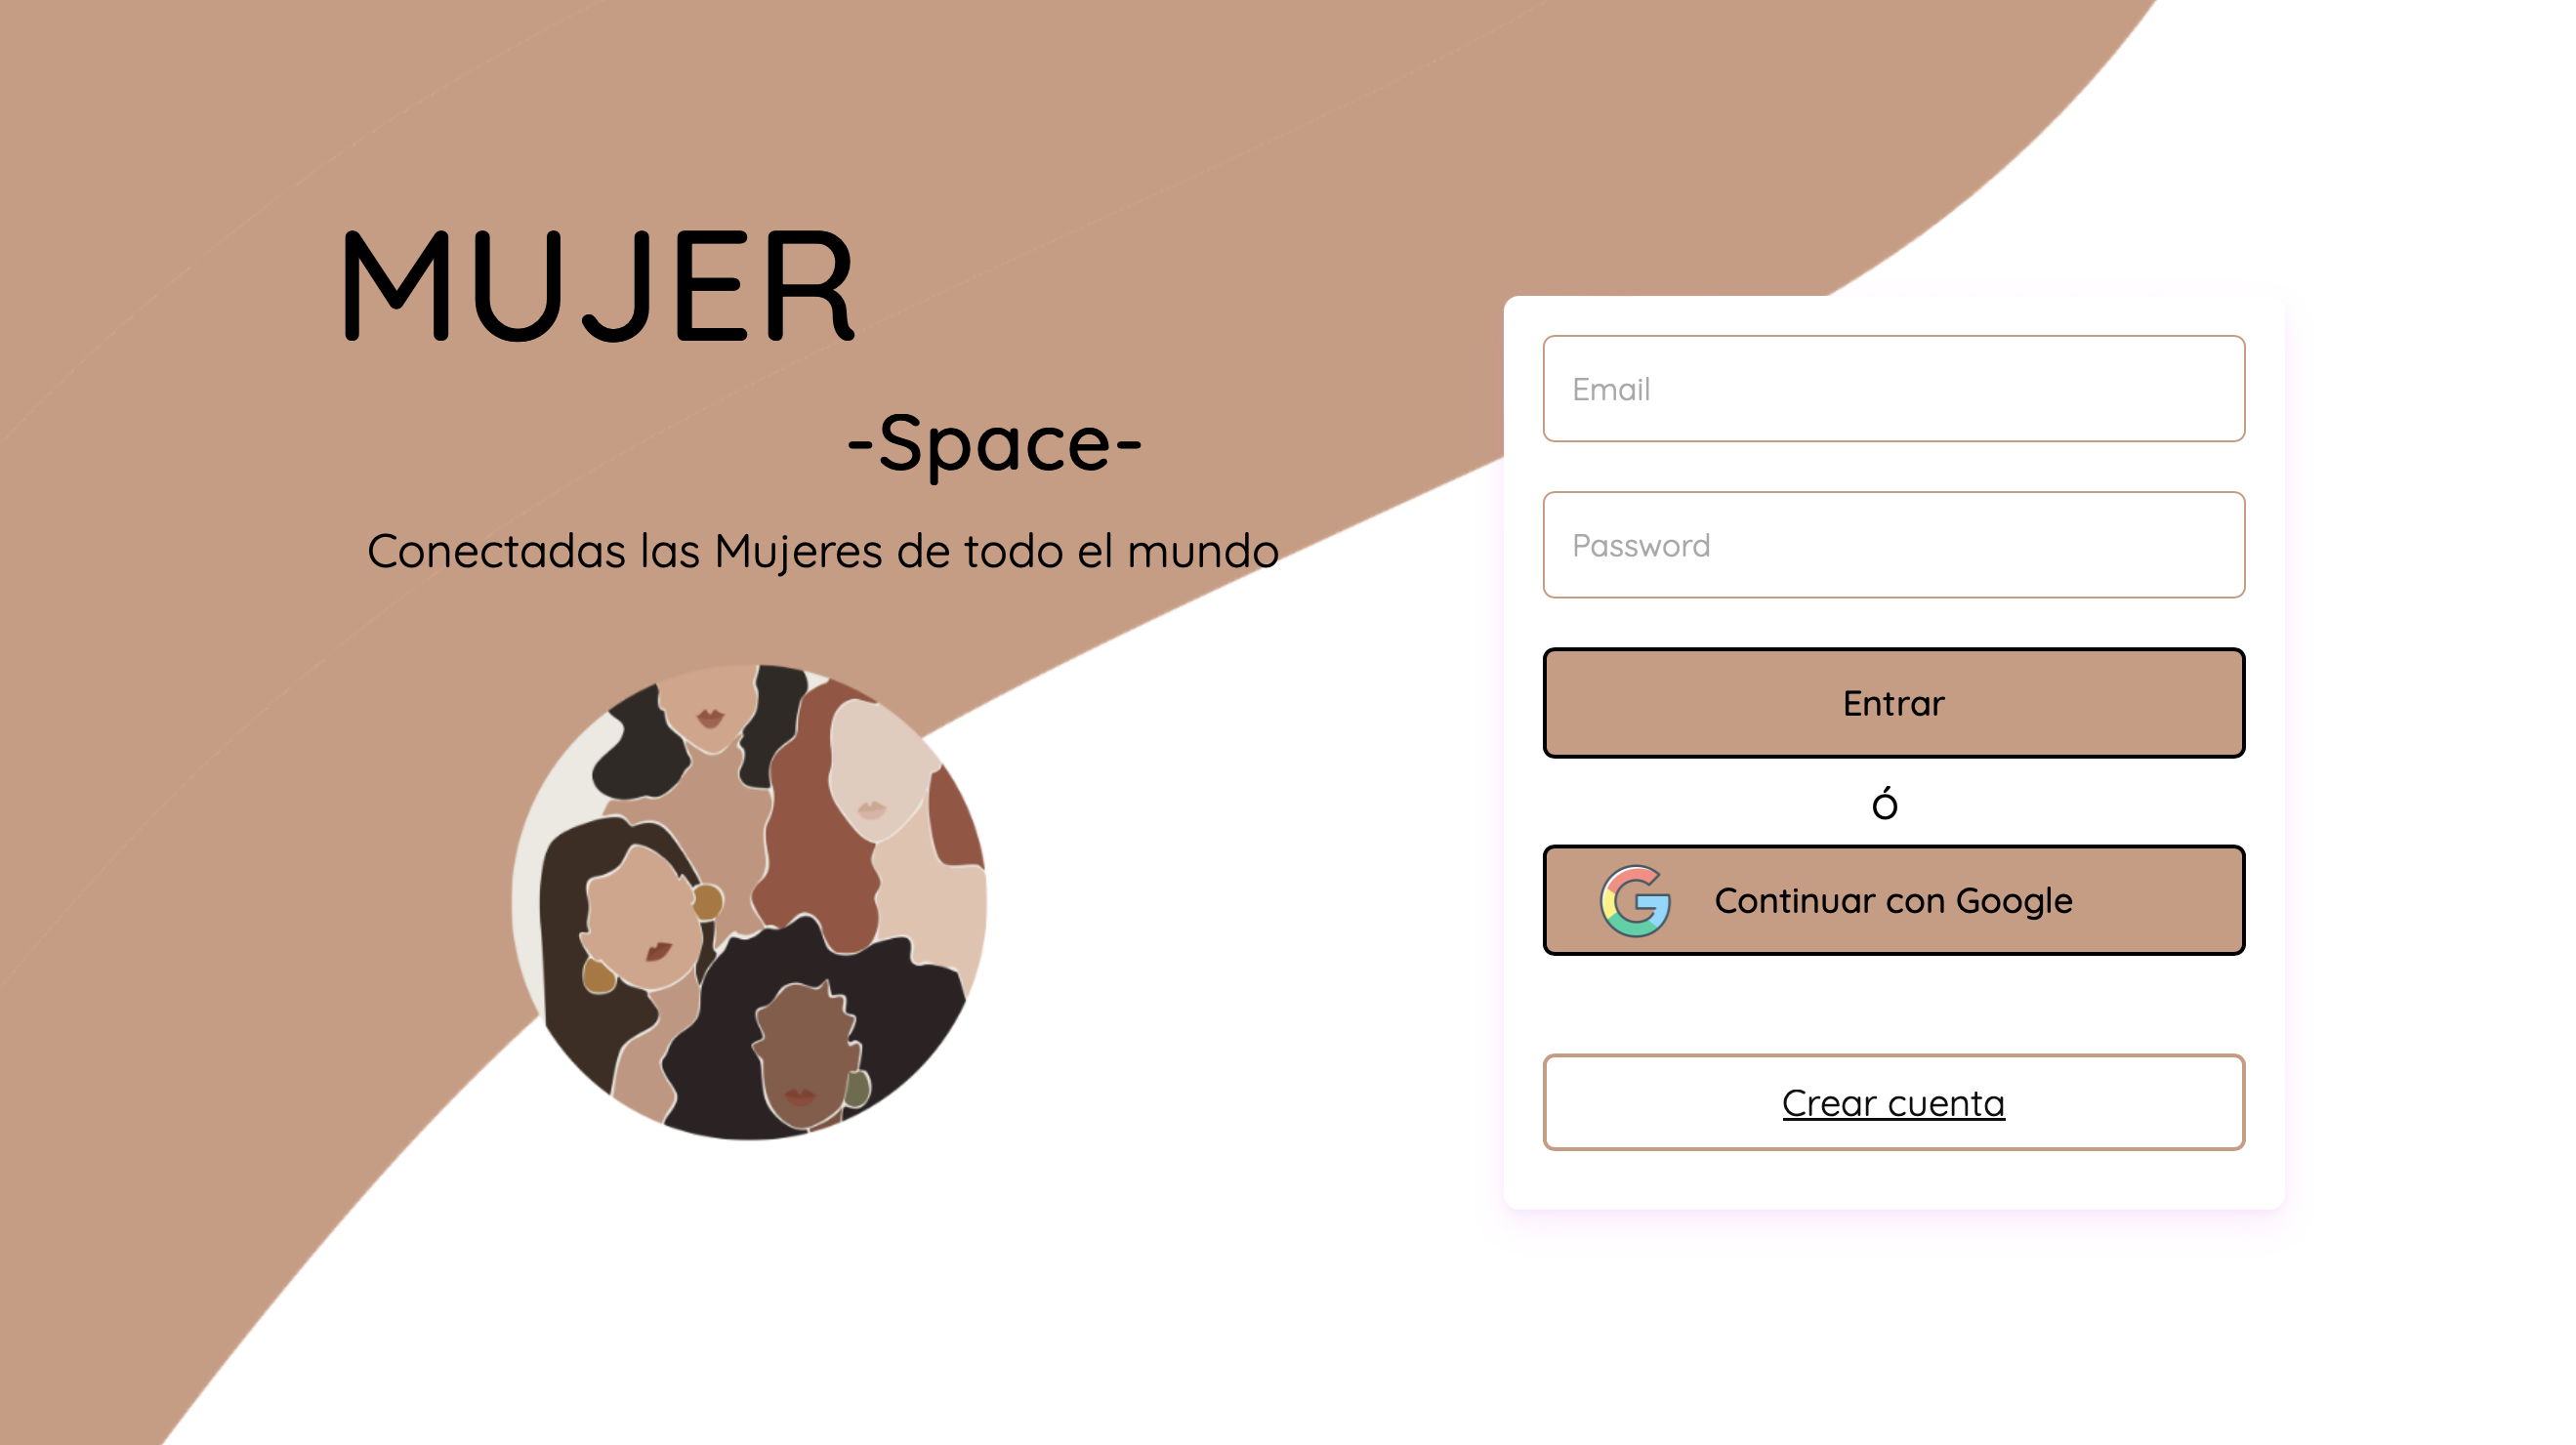 MUJER
-Space-
Conectadas las Mujeres de todo el mundo
Email
Password
Entrar
Ó
Continuar con Google
Crear cuenta